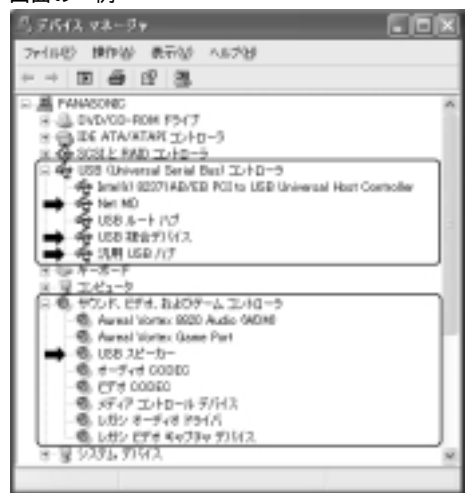 デバイス マネージャ
ファイル(F) 操作(A) 表示(V) ヘルプ(H)
PANASONIC
DVD/CD-ROM ドライブ
IDE ATA/ATAPI コントローラ
SCSI と RAID コントローラ
USB (Universal Serial Bus) コントローラ
Intel(r) 82371AB/EB PCI to USB Universal Host Controller
Net MD
USB ルート ハブ
USB 複合デバイス
汎用 USB ハブ
キーボード
コンピュータ
サウンド、ビデオ、およびゲーム コントローラ
Aureal Vortex 8820 Audio (WDM)
Aureal Vortex Game Port
USB スピーカー
オーディオ CODEC
ビデオ CODEC
メディア コントロール デバイス
レガシ オーディオ ドライバ
レガシ ビデオ キャプチャ デバイス
システム デバイス